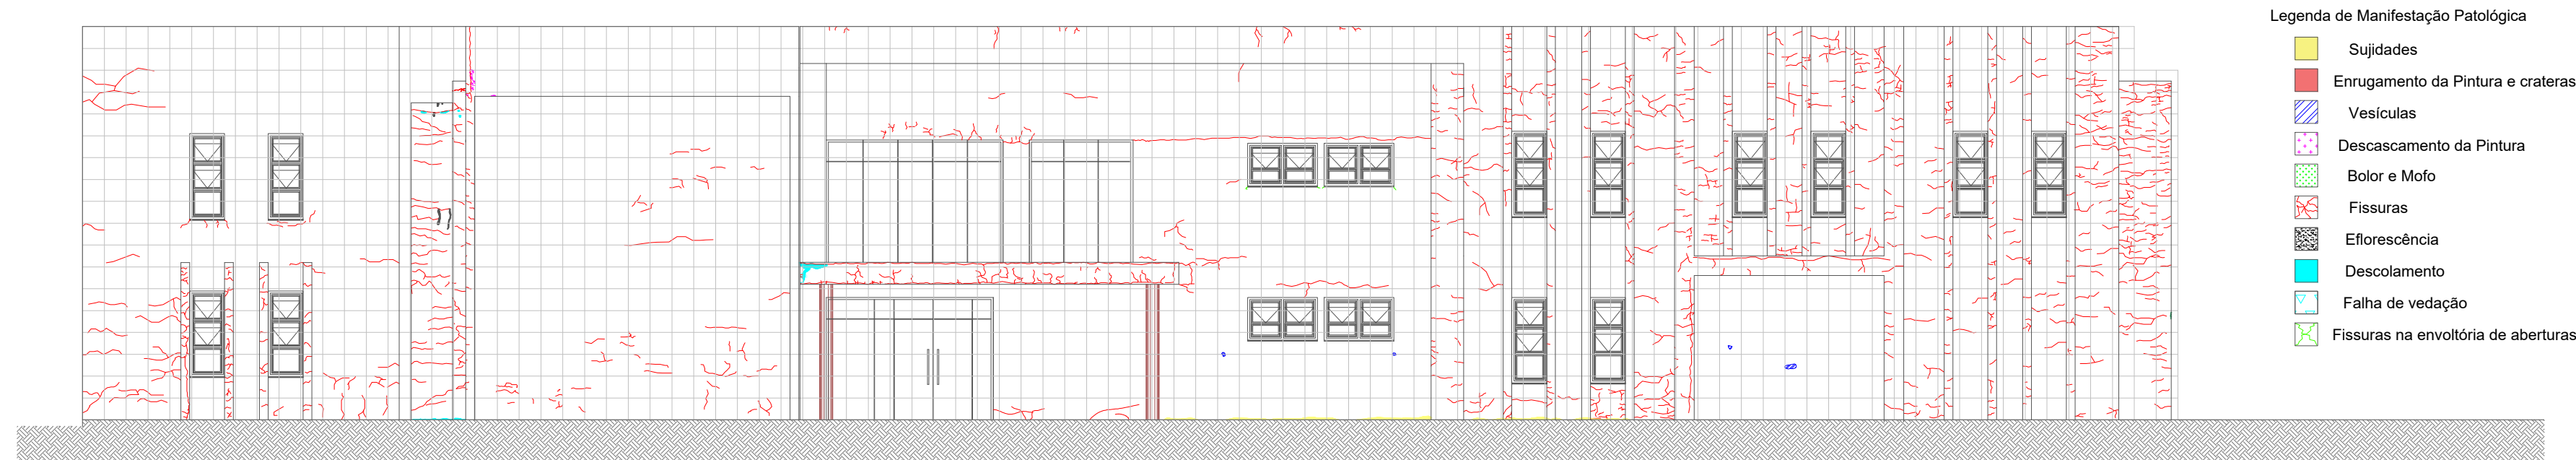 Legenda de Manifestação Patológica
Sujidades
Enrugamento da Pintura e crateras
Vesículas
Descascamento da Pintura
Bolor e Mofo
Fissuras
Eflorescência
Descolamento
Falha de vedação
Fissuras na envoltória de aberturas